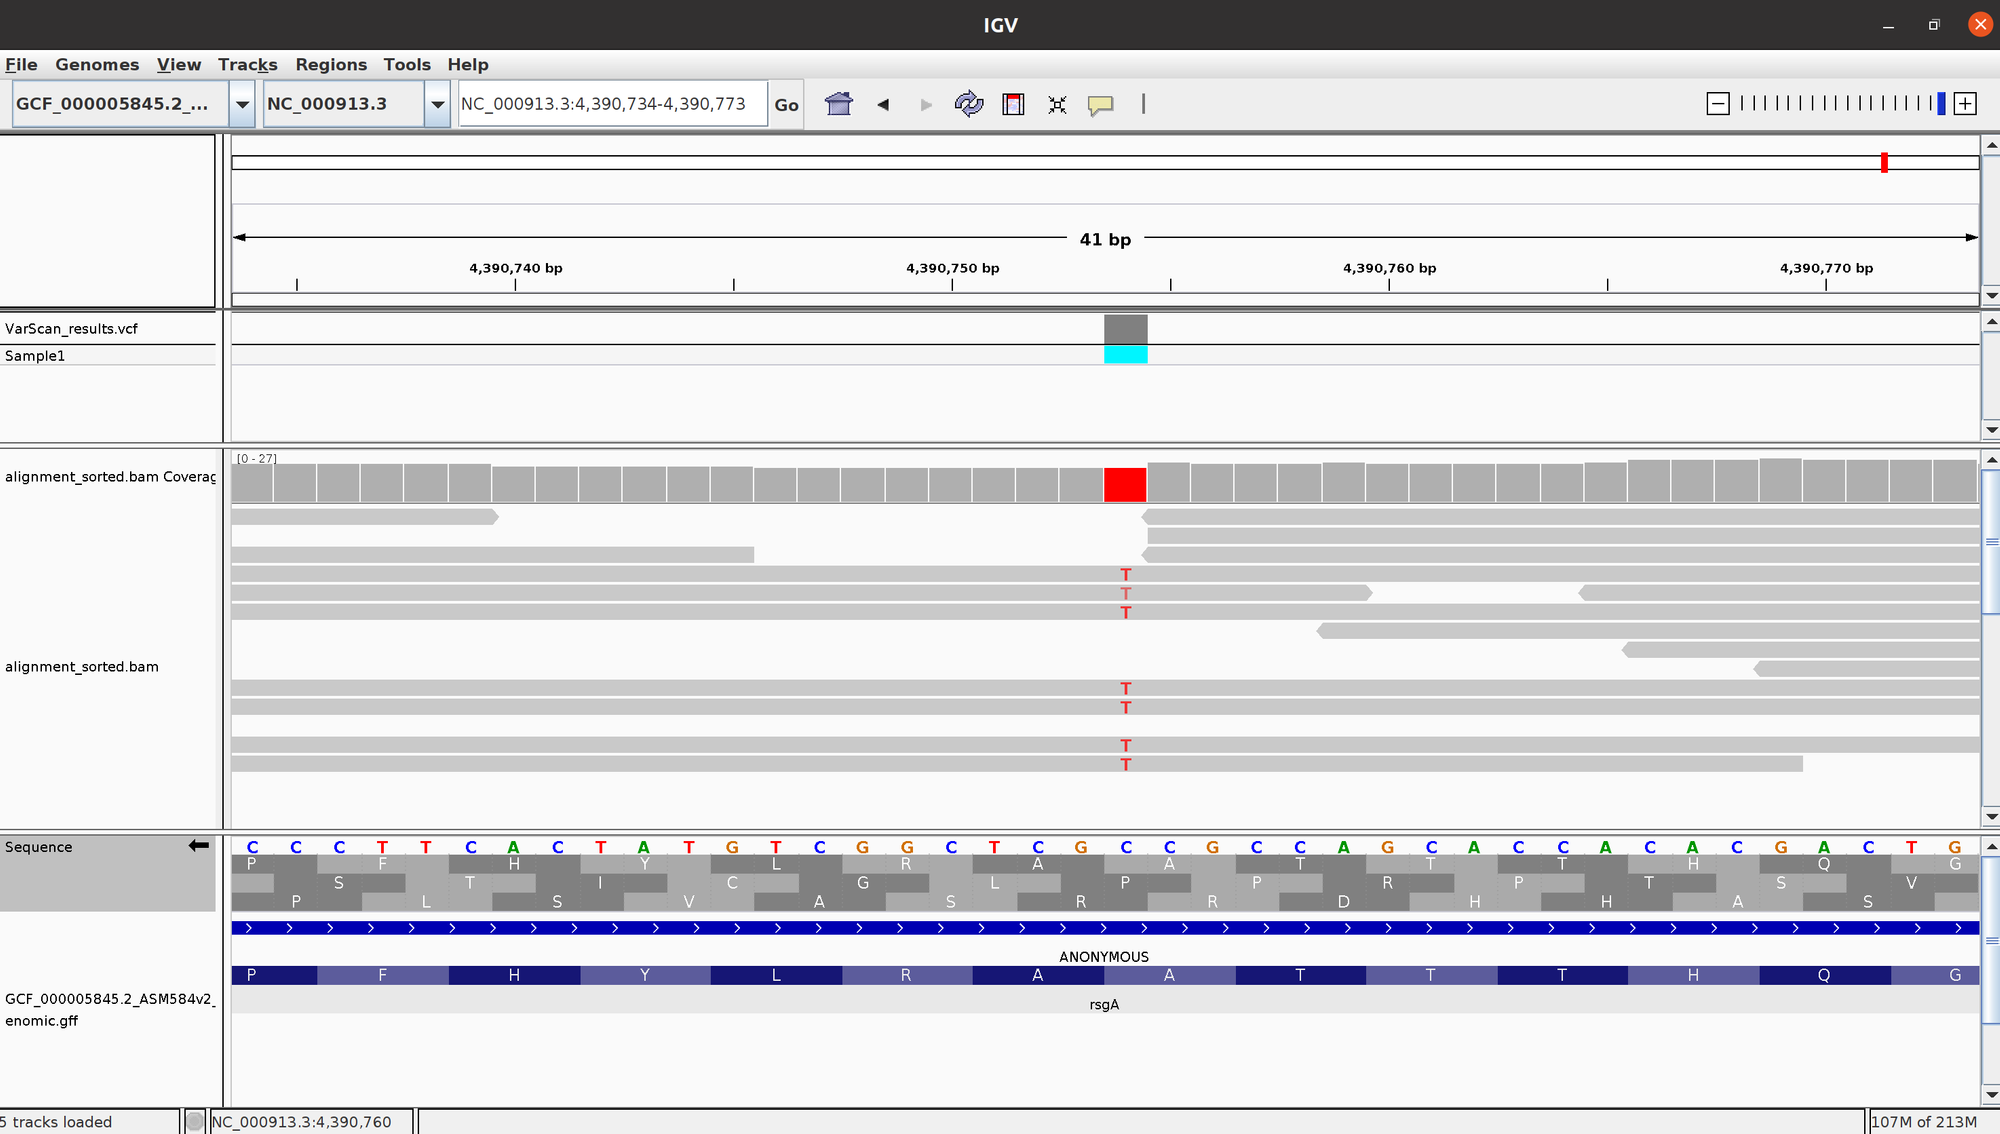 IGV
File Genomes View Tracks Regions Tools Help
GCF_000005845.2_... NC_000913.3 NC_000913.3:4,390,734-4,390,773 Go
41 bp
4,390,740 bp 4,390,750 bp 4,390,760 bp 4,390,770 bp
VarScan_results.vcf
Sample1
[0 - 27]
alignment_sorted.bam Coverag
T
T
T
alignment_sorted.bam
T
T
T
T
Sequence C C C T T C A C T A T G T C G G C T C G C C G C C A G C A C C A C A C G A C T G
P F H Y L R A A T T T H Q G
S T I C G L P P R P T S V
P L S V A S R R D H H A S
ANONYMOUS
P F H Y L R A A T T T H Q G
GCF_000005845.2_ASM584v2_
enomic.gff
rsgA
5 tracks loaded NC_000913.3:4,390,760 107M of 213M